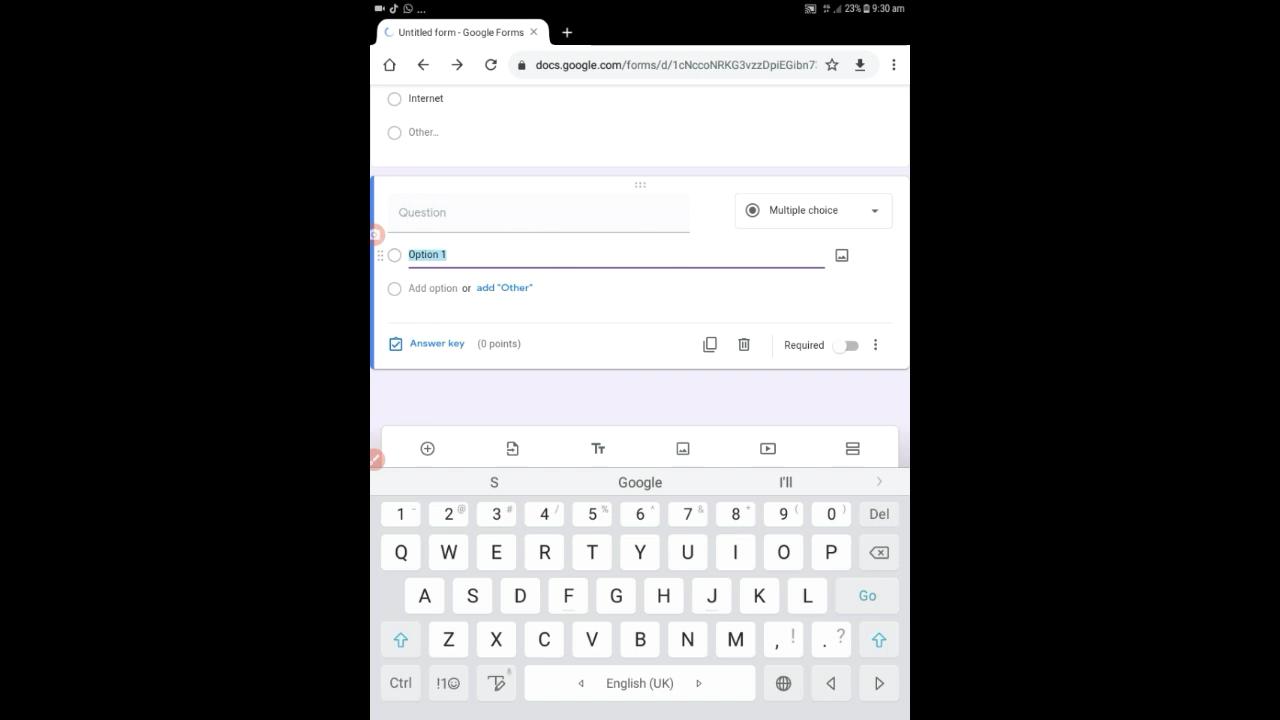 23% 9:30 am
Untitled form - Google Forms
docs.google.com/forms/d/1cNccoNRKG3vzzDpiEGibn7
Internet
Other...
Question
Multiple choice
Option 1
Add option or add "Other"
Answer key (0 points)
Required
Tт
S Google I'll
1 - 2 @ 3 # 4 / 5 % 6 ^ 7 & 8 * 9 ( 0 ) Del
Q W E R T Y U I O P
A S D F G H J K L Go
Z X C V B N M , ! . ?
Ctrl !1☺ T English (UK)